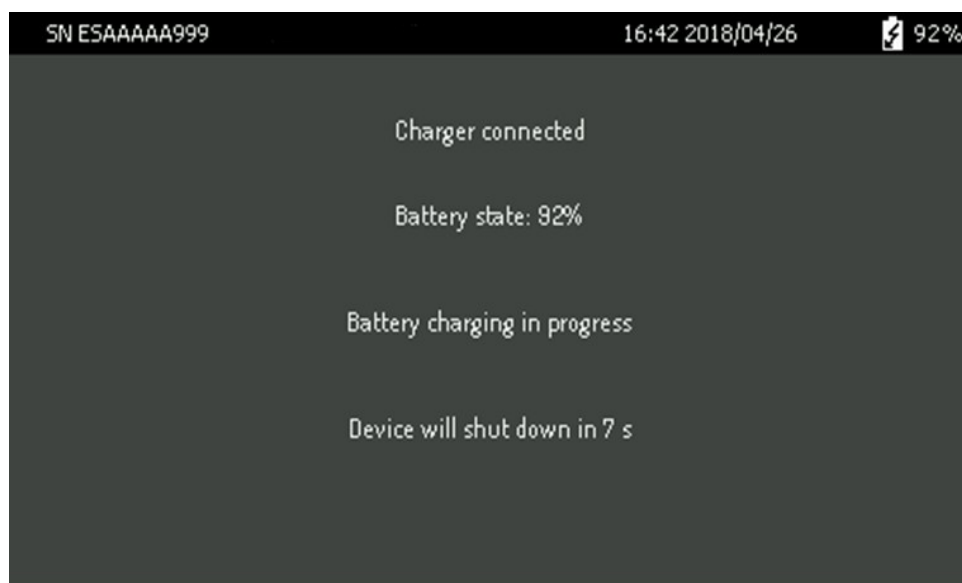 SN ESAAAAA999 16:42 2018/04/26 92%
Charger connected
Battery state: 92%
Battery charging in progress
Device will shut down in 7 s